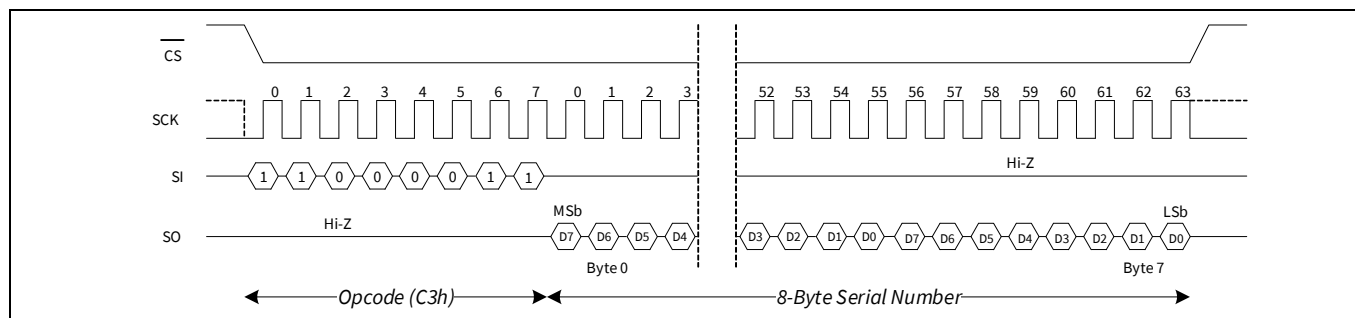 CS
0 1 2 3 4 5 6 7 0 1 2 3 52 53 54 55 56 57 58 59 60 61 62 63
SCK
Hi-Z
SI 1 1 0 0 0 0 1 1
MSb LSb
Hi-Z
SO D7 D6 D5 D4 D3 D2 D1 D0 D7 D6 D5 D4 D3 D2 D1 D0
Byte 0 Byte 7
Opcode (C3h) 8-Byte Serial Number